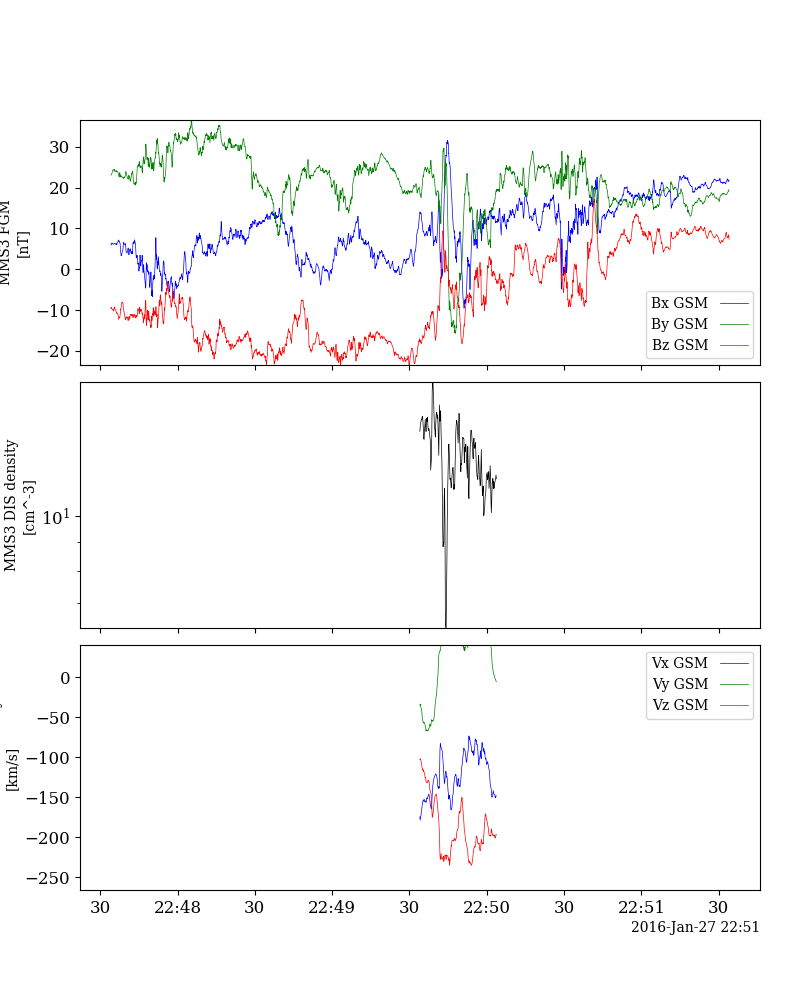 MMS3 FGM
[nT]
30
20
10
0
−10
−20
Bx GSM
By GSM
Bz GSM
MMS3 DIS density
[cm^-3]
10¹
[km/s]
0
−50
−100
−150
−200
−250
Vx GSM
Vy GSM
Vz GSM
30 22:48 30 22:49 30 22:50 30 22:51 30
2016-Jan-27 22:51